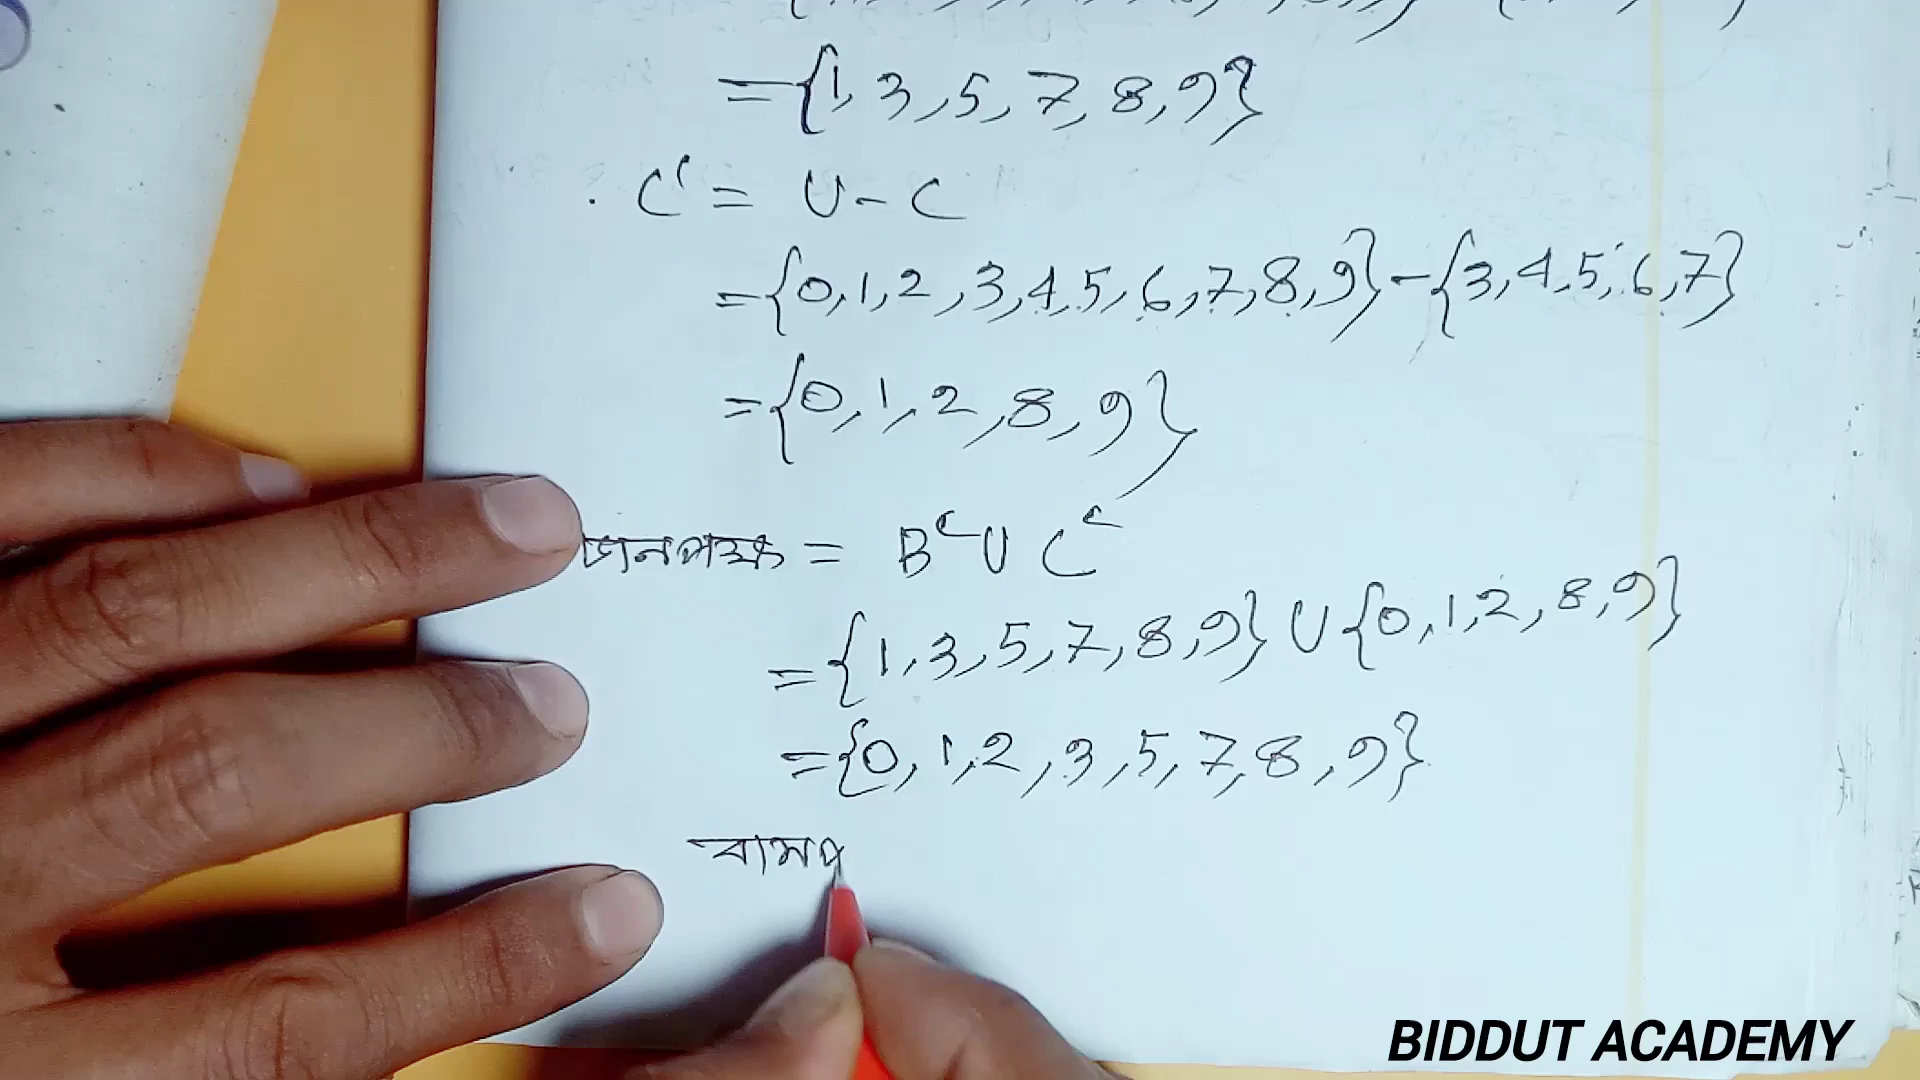 ={1,3,5,7,8,9}
C' = U-C
={0,1,2,3,4,5,6,7,8,9}-{3,4,5,6,7}
={0,1,2,8,9}
ডানপক্ষ = Bᶜ∪Cᶜ
={1,3,5,7,8,9}∪{0,1,2,8,9}
={0,1,2,3,5,7,8,9}
বামপ
BIDDUT ACADEMY